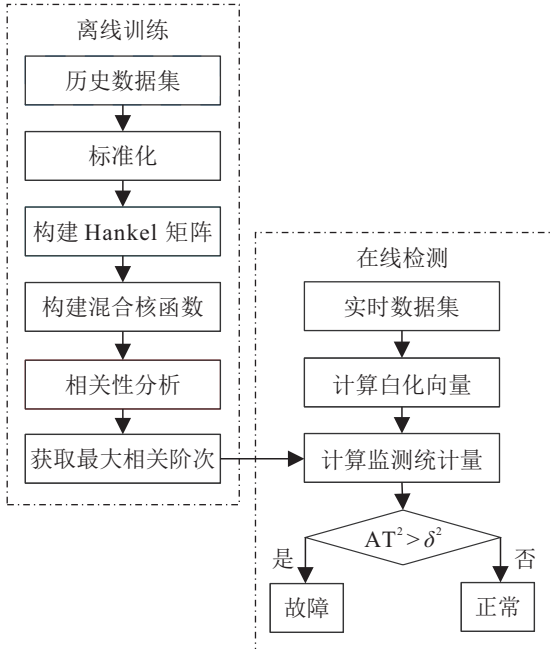 离线训练
历史数据集
标准化
构建 Hankel 矩阵
构建混合核函数
相关性分析
获取最大相关阶次
在线检测
实时数据集
计算白化向量
计算监测统计量
AT²>δ²
是
否
故障
正常